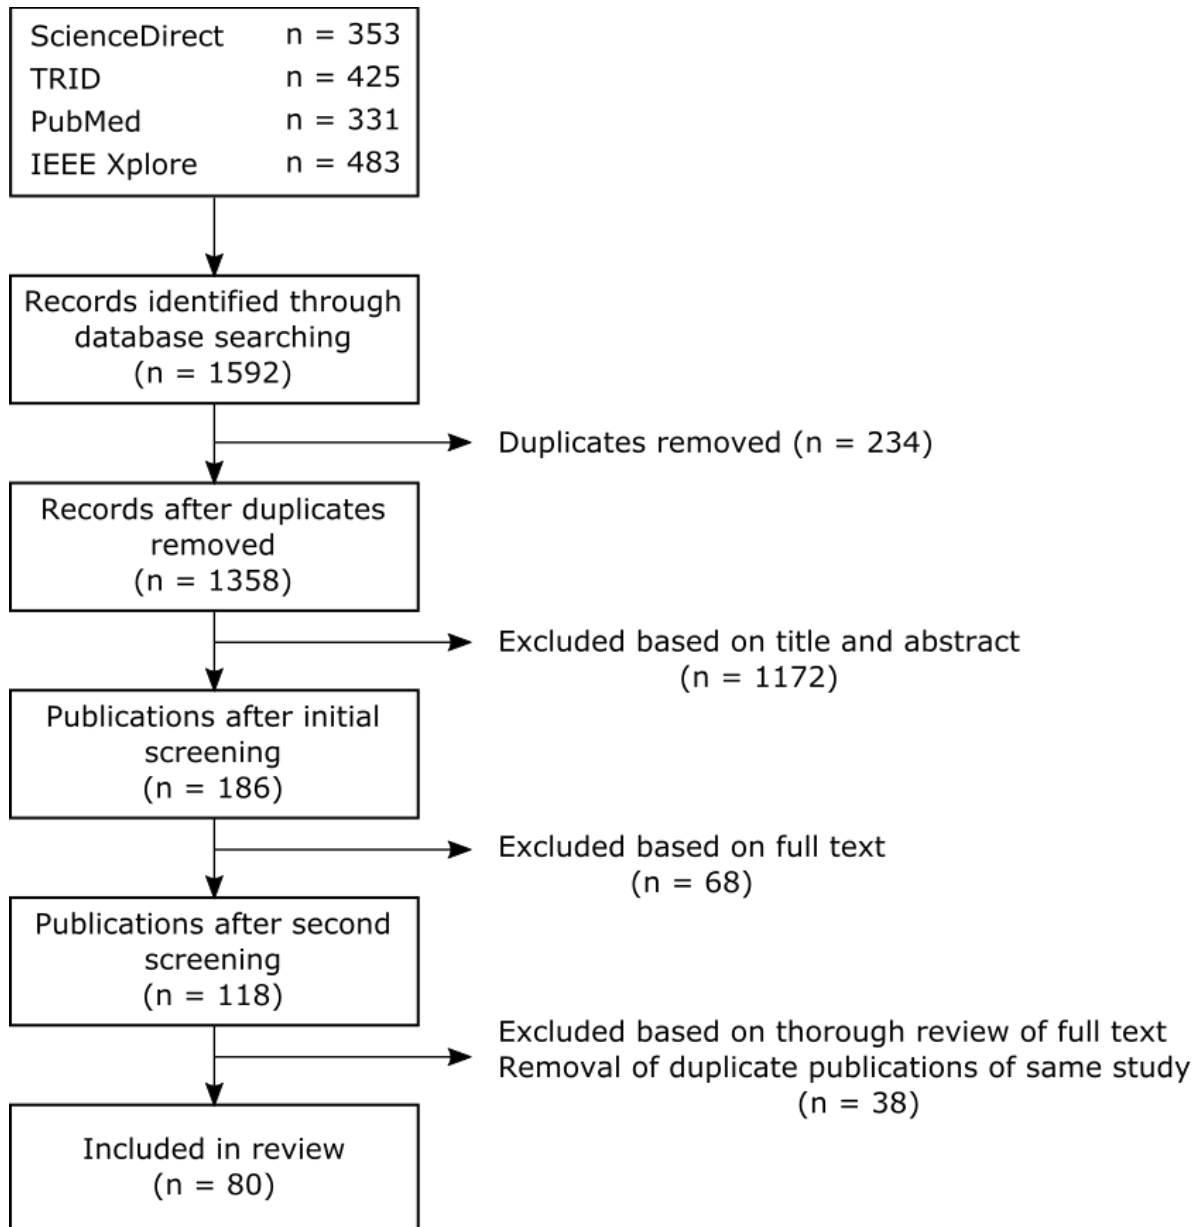 ScienceDirect n = 353
TRID n = 425
PubMed n = 331
IEEE Xplore n = 483
Records identified through
database searching
(n = 1592)
Duplicates removed (n = 234)
Records after duplicates
removed
(n = 1358)
Excluded based on title and abstract
(n = 1172)
Publications after initial
screening
(n = 186)
Excluded based on full text
(n = 68)
Publications after second
screening
(n = 118)
Excluded based on thorough review of full text
Removal of duplicate publications of same study
(n = 38)
Included in review
(n = 80)